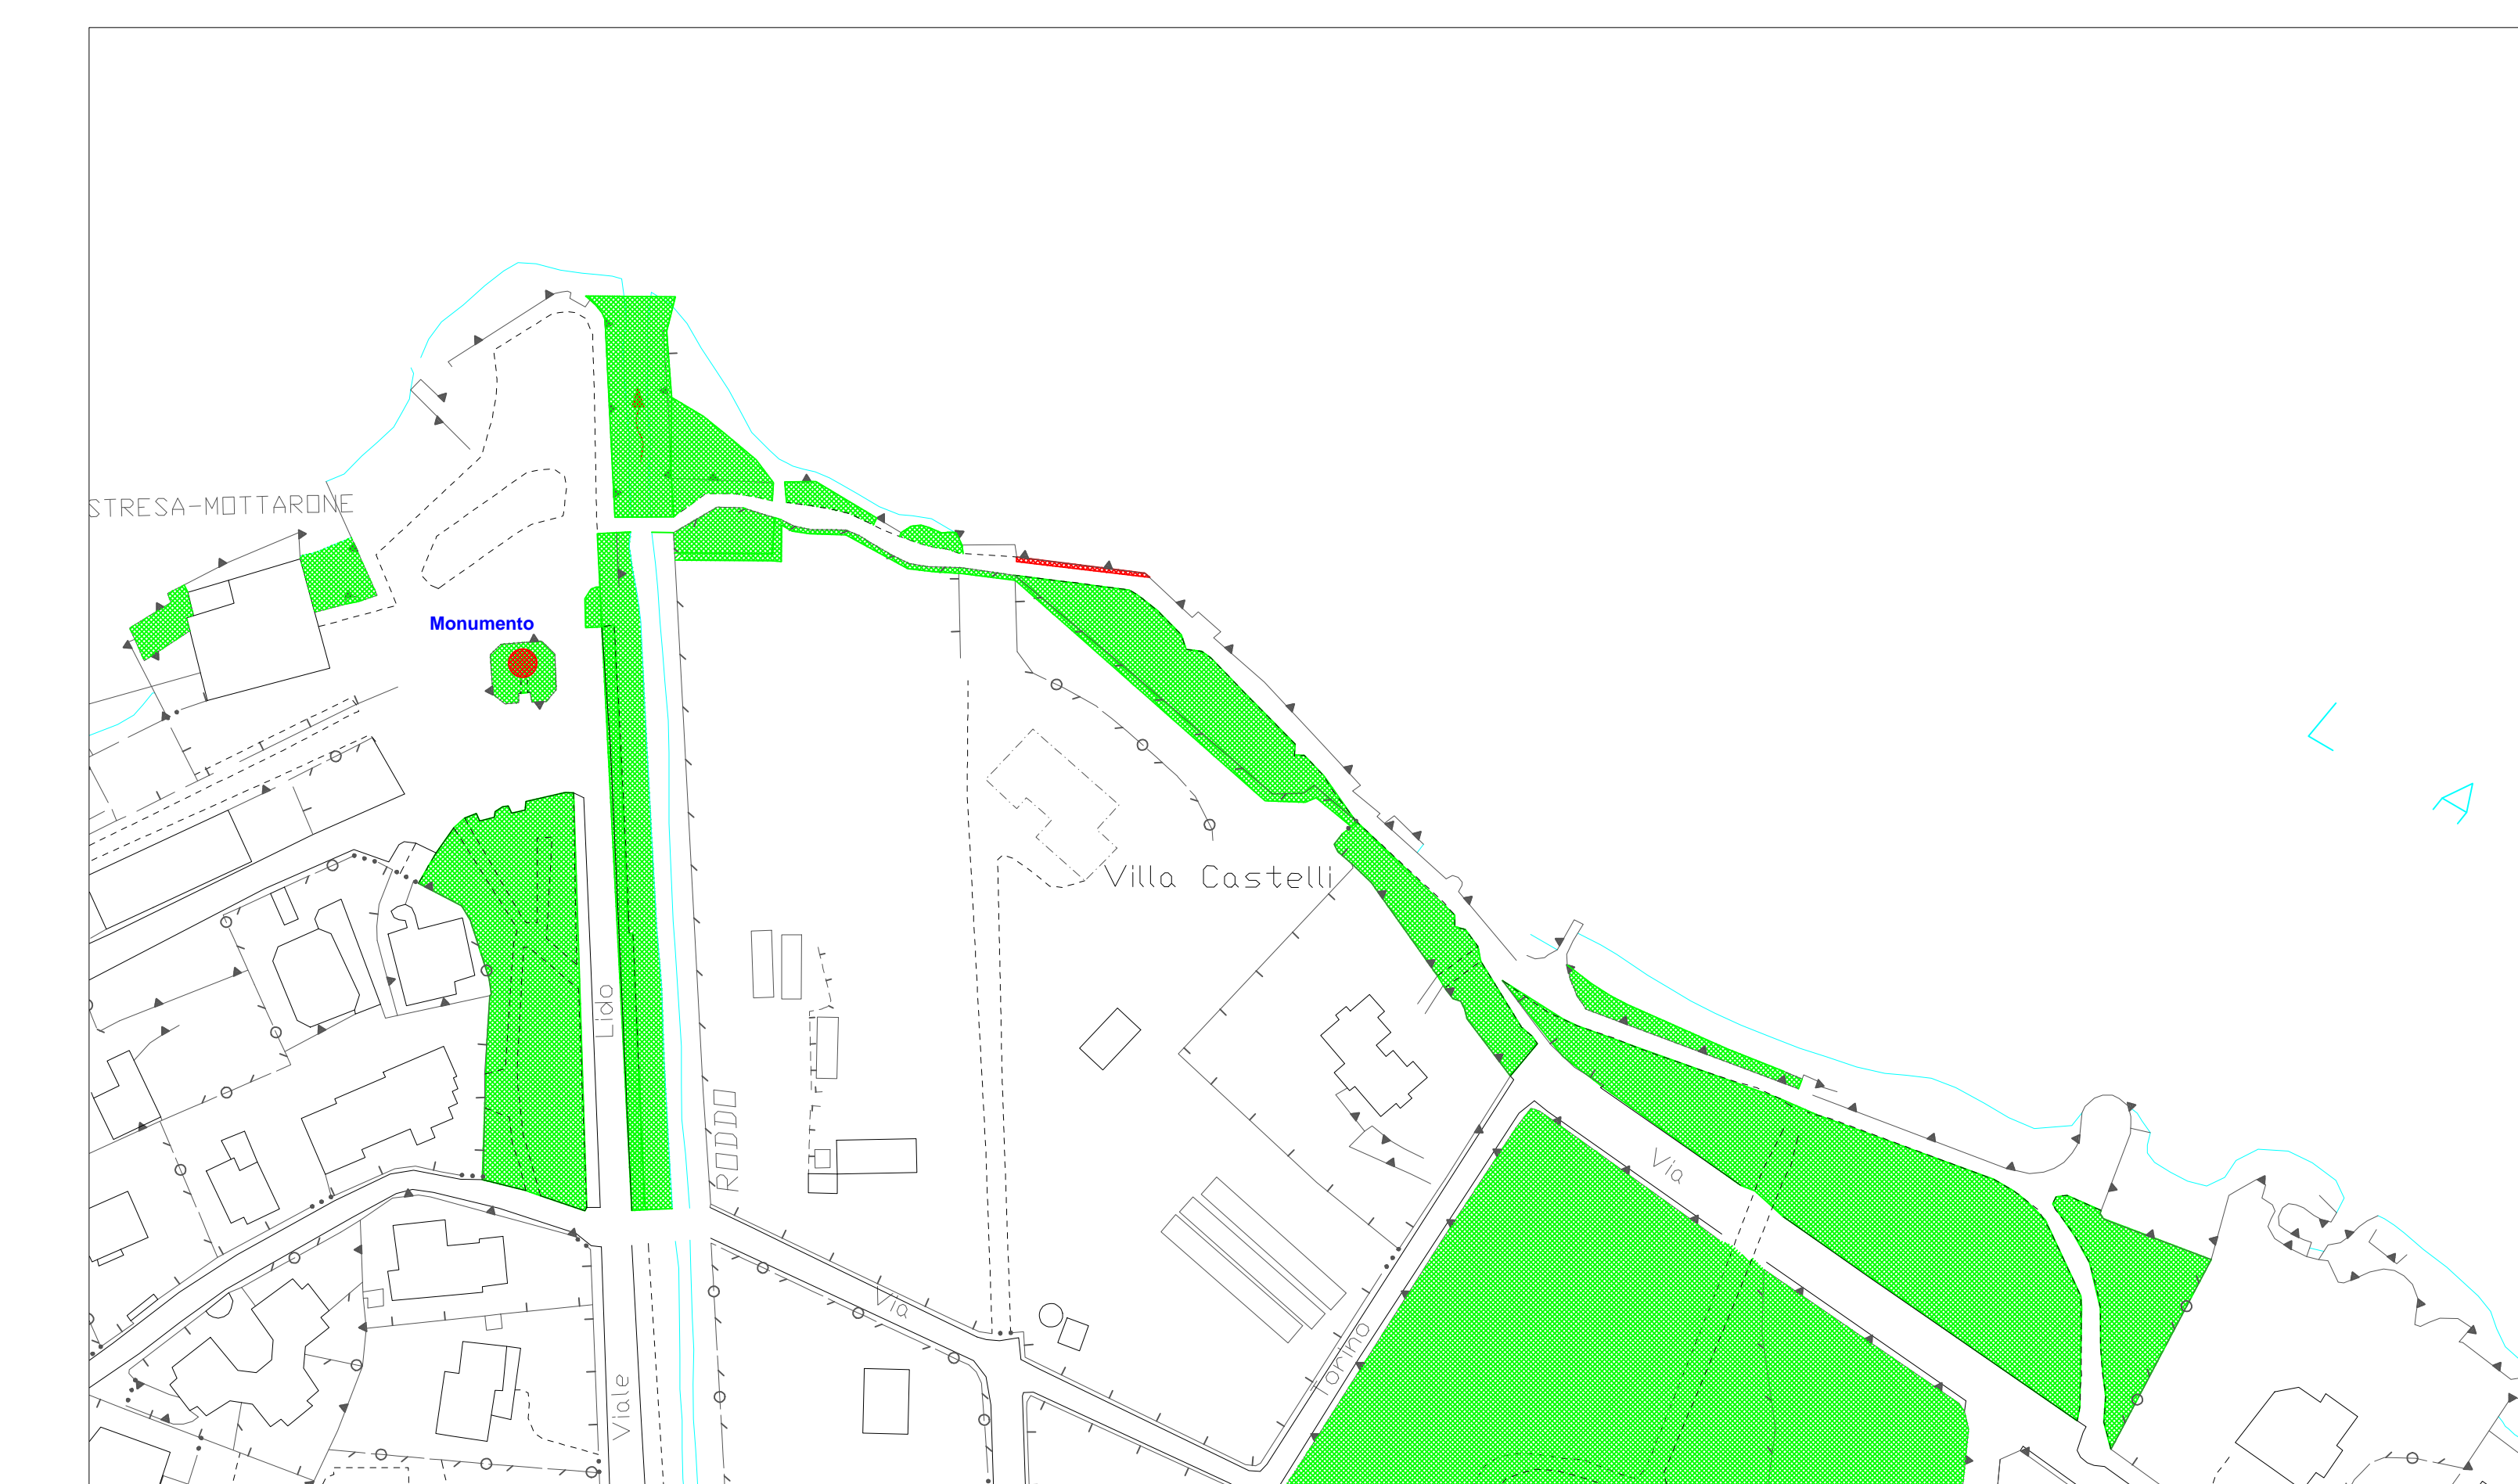 STRESA-MOTTARONE
Monumento
L
A
Villa Castelli
Lido
RODDO
Via
Via
Torino
Viale